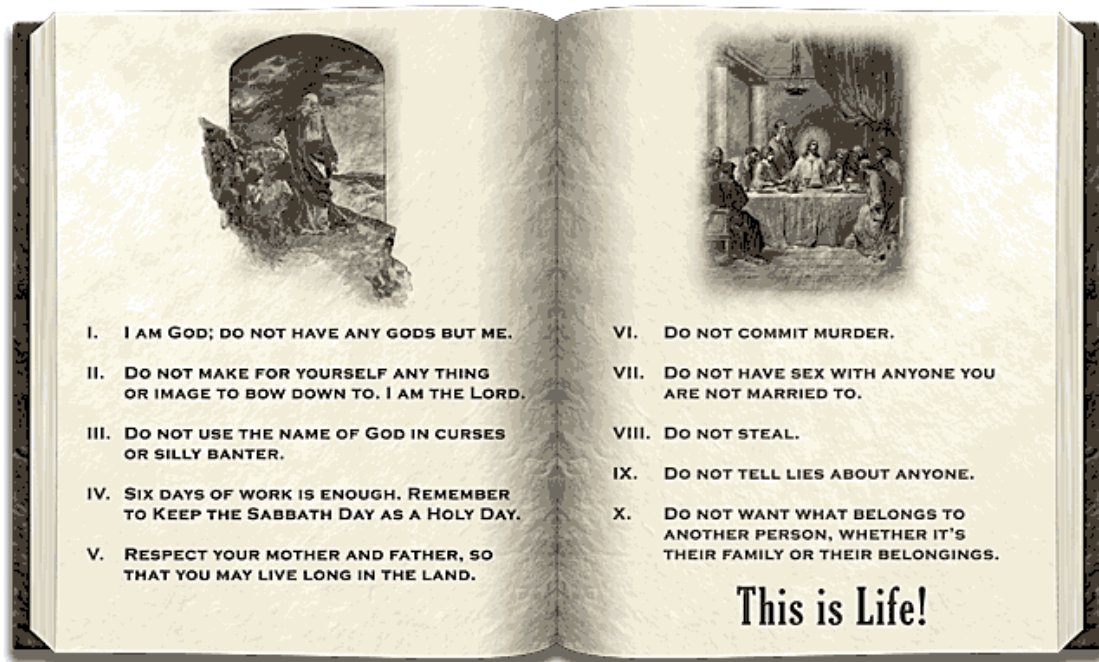 I. I AM GOD; DO NOT HAVE ANY GODS BUT ME.
II. DO NOT MAKE FOR YOURSELF ANY THING
OR IMAGE TO BOW DOWN TO. I AM THE LORD.
III. DO NOT USE THE NAME OF GOD IN CURSES
OR SILLY BANTER.
IV. SIX DAYS OF WORK IS ENOUGH. REMEMBER
TO KEEP THE SABBATH DAY AS A HOLY DAY.
V. RESPECT YOUR MOTHER AND FATHER, SO
THAT YOU MAY LIVE LONG IN THE LAND.
VI. DO NOT COMMIT MURDER.
VII. DO NOT HAVE SEX WITH ANYONE YOU
ARE NOT MARRIED TO.
VIII. DO NOT STEAL.
IX. DO NOT TELL LIES ABOUT ANYONE.
X. DO NOT WANT WHAT BELONGS TO
ANOTHER PERSON, WHETHER IT'S
THEIR FAMILY OR THEIR BELONGINGS.
This is Life!